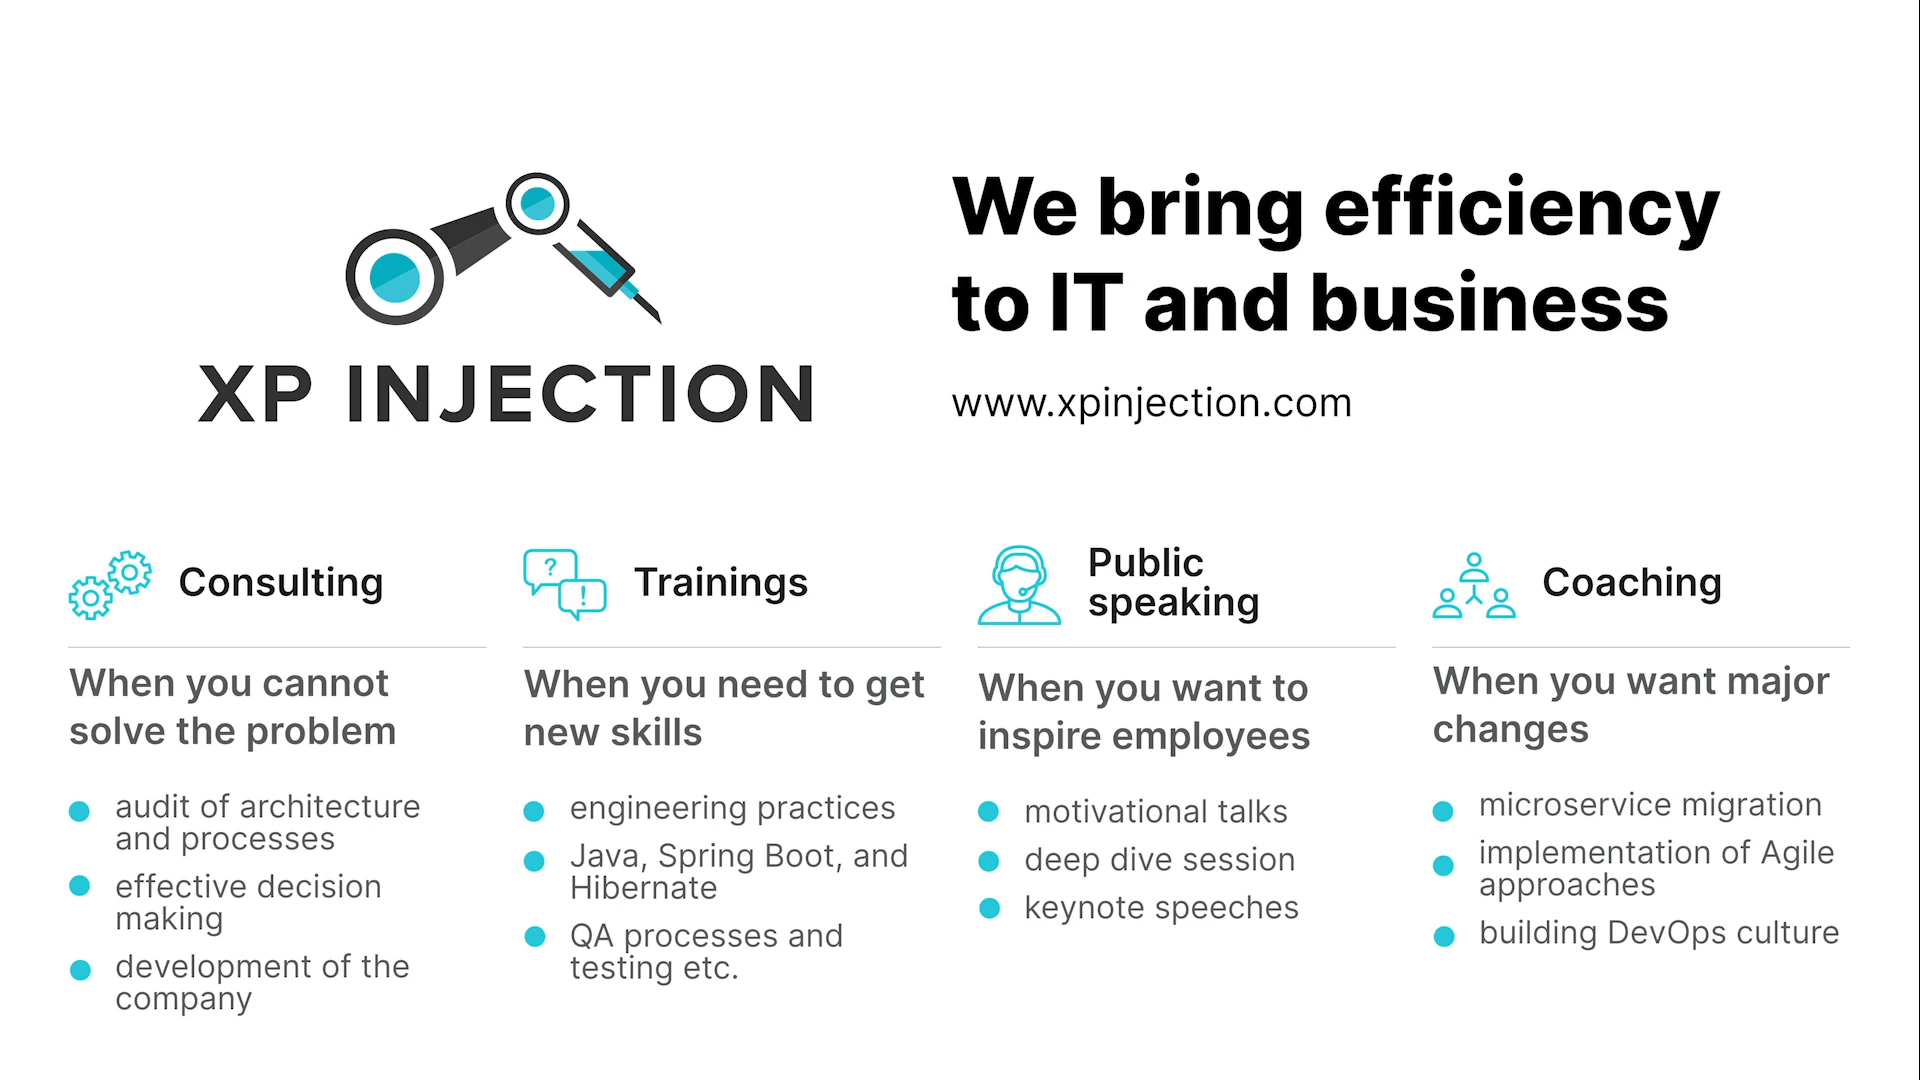 XP INJECTION
We bring efficiency
to IT and business
www.xpinjection.com
Consulting
When you cannot
solve the problem
audit of architecture
and processes
effective decision
making
development of the
company
Trainings
? !
When you need to get
new skills
engineering practices
Java, Spring Boot, and
Hibernate
QA processes and
testing etc.
Public
speaking
When you want to
inspire employees
motivational talks
deep dive session
keynote speeches
Coaching
When you want major
changes
microservice migration
implementation of Agile
approaches
building DevOps culture